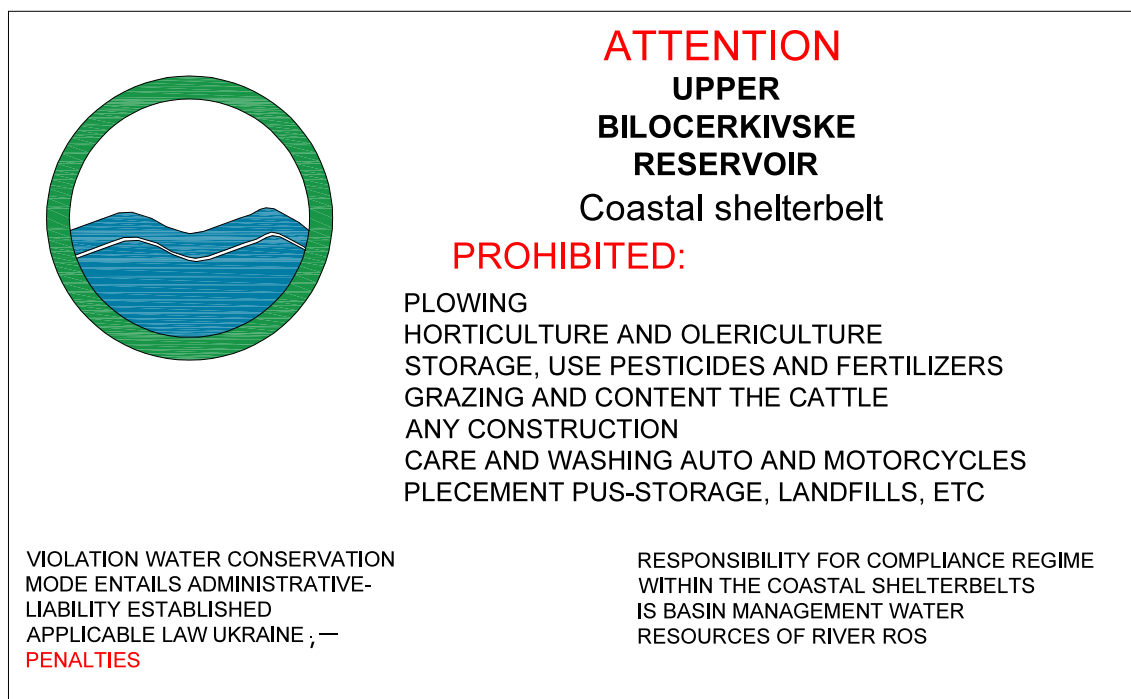 ATTENTION
UPPER
BILOCERKIVSKE
RESERVOIR
Coastal shelterbelt
PROHIBITED:
PLOWING
HORTICULTURE AND OLERICULTURE
STORAGE, USE PESTICIDES AND FERTILIZERS
GRAZING AND CONTENT THE CATTLE
ANY CONSTRUCTION
CARE AND WASHING AUTO AND MOTORCYCLES
PLECEMENT PUS-STORAGE, LANDFILLS, ETC
VIOLATION WATER CONSERVATION
MODE ENTAILS ADMINISTRATIVE-
LIABILITY ESTABLISHED
APPLICABLE LAW UKRAINE ; —
PENALTIES
RESPONSIBILITY FOR COMPLIANCE REGIME
WITHIN THE COASTAL SHELTERBELTS
IS BASIN MANAGEMENT WATER
RESOURCES OF RIVER ROS